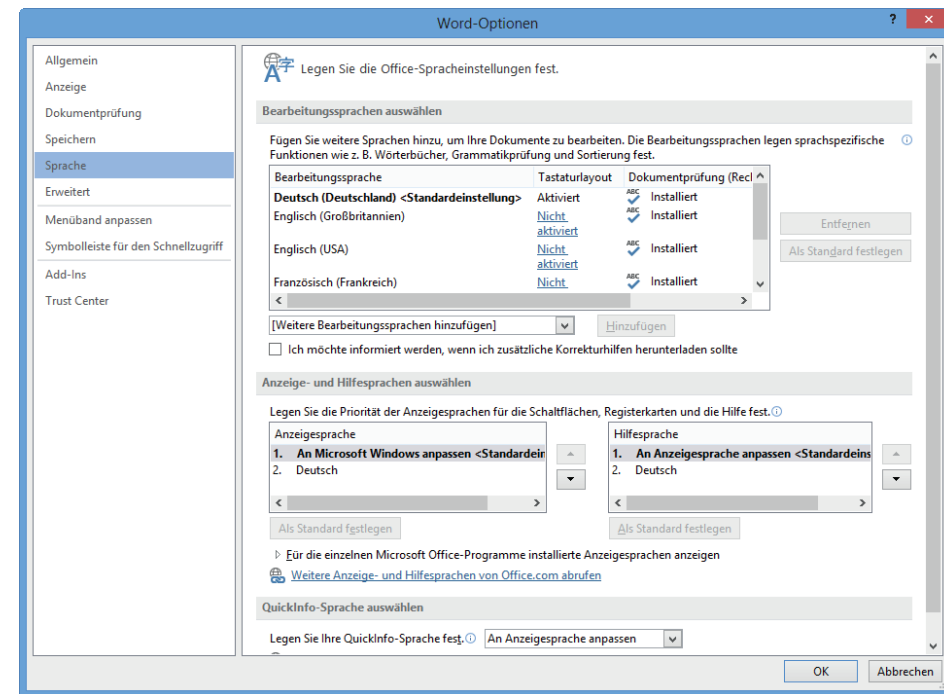 Word-Optionen
?
Allgemein
Anzeige
Dokumentprüfung
Speichern
Sprache
Erweitert
Menüband anpassen
Symbolleiste für den Schnellzugriff
Add-Ins
Trust Center
Legen Sie die Office-Spracheinstellungen fest.
Bearbeitungssprachen auswählen
Fügen Sie weitere Sprachen hinzu, um Ihre Dokumente zu bearbeiten. Die Bearbeitungssprachen legen sprachspezifische
Funktionen wie z. B. Wörterbücher, Grammatikprüfung und Sortierung fest.
Bearbeitungssprache Tastaturlayout Dokumentprüfung (Recl
Deutsch (Deutschland) <Standardeinstellung> Aktiviert ABC Installiert
Englisch (Großbritannien) Nicht aktiviert ABC Installiert
Englisch (USA) Nicht aktiviert ABC Installiert
Französisch (Frankreich) Nicht ABC Installiert
Entfernen
Als Standard festlegen
[Weitere Bearbeitungssprachen hinzufügen] Hinzufügen
Ich möchte informiert werden, wenn ich zusätzliche Korrekturhilfen herunterladen sollte
Anzeige- und Hilfesprachen auswählen
Legen Sie die Priorität der Anzeigesprachen für die Schaltflächen, Registerkarten und die Hilfe fest.
Anzeigesprache
1. An Microsoft Windows anpassen <Standardein
2. Deutsch
Als Standard festlegen
Hilfesprache
1. An Anzeigesprache anpassen <Standardeins
2. Deutsch
Als Standard festlegen
Für die einzelnen Microsoft Office-Programme installierte Anzeigesprachen anzeigen
Weitere Anzeige- und Hilfesprachen von Office.com abrufen
QuickInfo-Sprache auswählen
Legen Sie Ihre QuickInfo-Sprache fest. An Anzeigesprache anpassen
OK Abbrechen